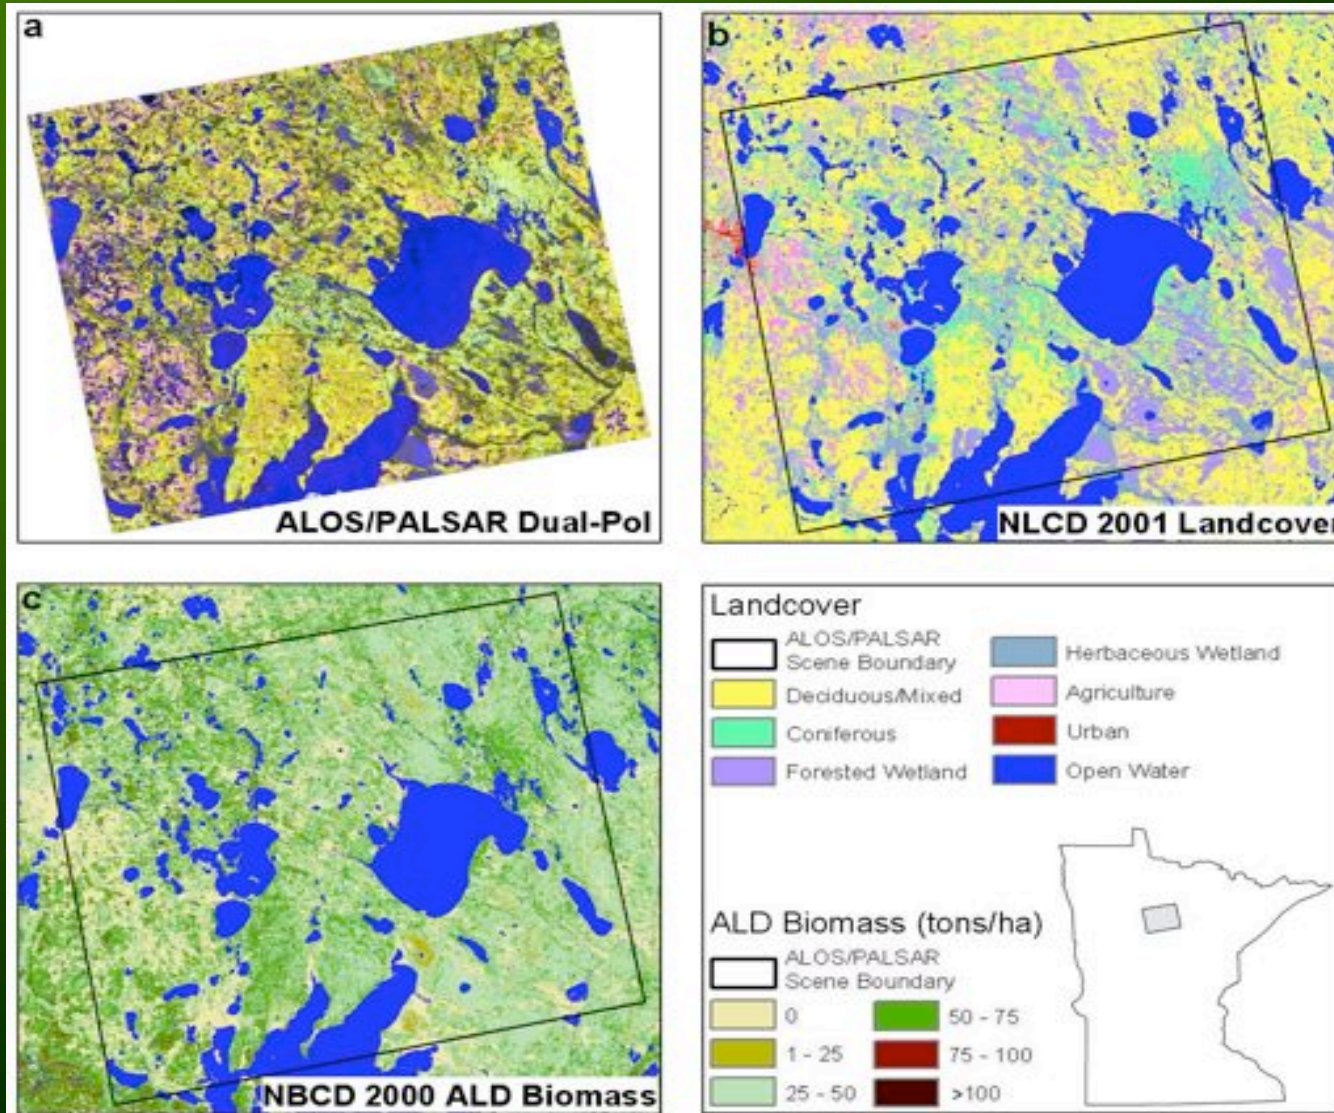 a
ALOS/PALSAR Dual-Pol
b
NLCD 2001 Landcover
c
NBCD 2000 ALD Biomass
Landcover
ALOS/PALSAR
Scene Boundary
Deciduous/Mixed
Coniferous
Forested Wetland
Herbaceous Wetland
Agriculture
Urban
Open Water
ALD Biomass (tons/ha)
ALOS/PALSAR
Scene Boundary
0
1 - 25
25 - 50
50 - 75
75 - 100
>100